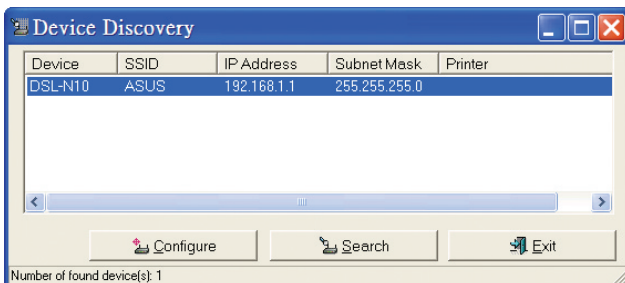 Device Discovery
Device SSID IP Address Subnet Mask Printer
DSL-N10 ASUS 192.168.1.1 255.255.255.0
Configure Search Exit
Number of found device(s): 1